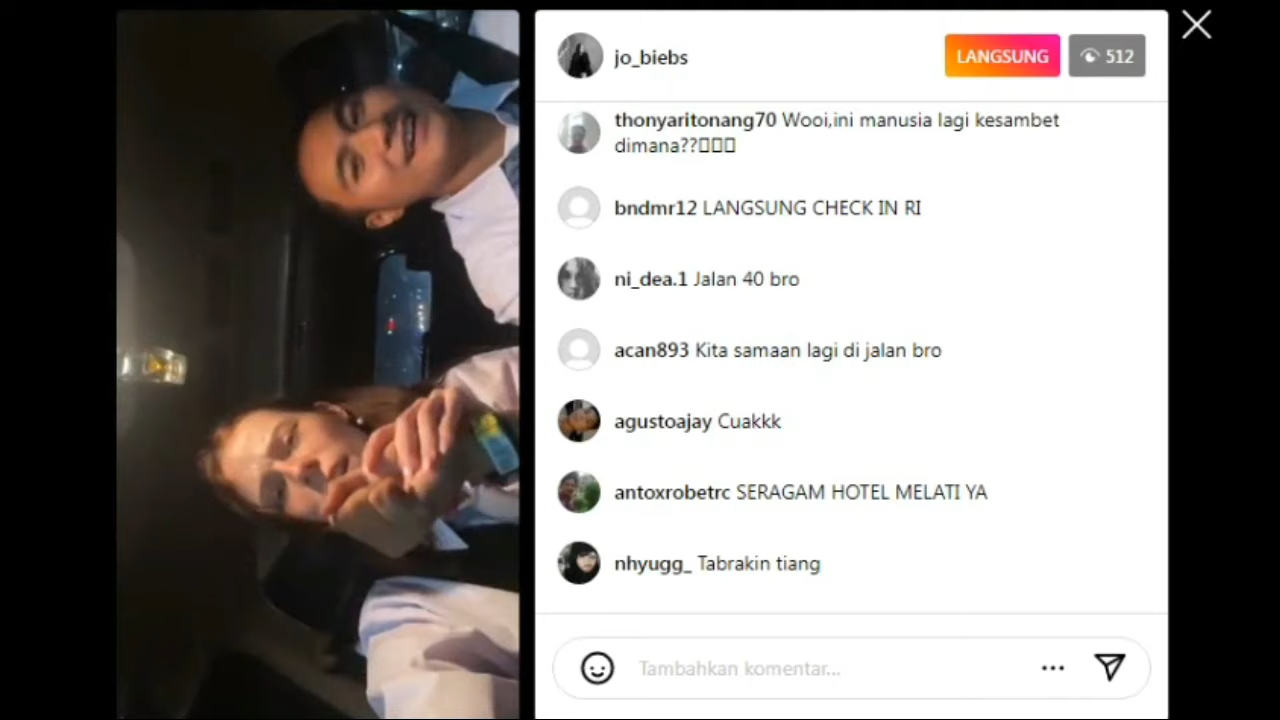 jo_biebs
LANGSUNG
512
thonyaritonang70 Wooi,ini manusia lagi kesambet
dimana??
bndmr12 LANGSUNG CHECK IN RI
ni_dea.1 Jalan 40 bro
acan893 Kita samaan lagi di jalan bro
agustoajay Cuakkk
antoxrobetrc SERAGAM HOTEL MELATI YA
nhyugg_ Tabrakin tiang
Tambahkan komentar...